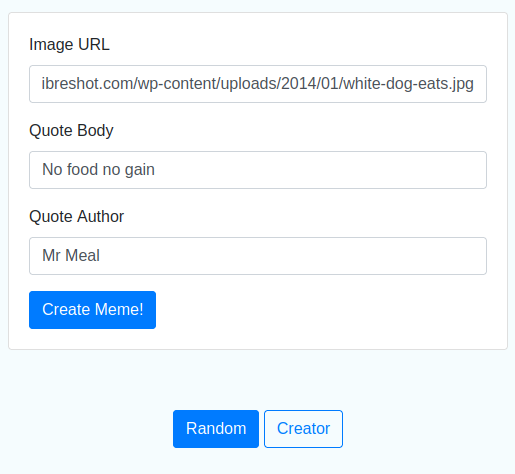 Image URL
ibreshot.com/wp-content/uploads/2014/01/white-dog-eats.jpg
Quote Body
No food no gain
Quote Author
Mr Meal
Create Meme!
Random Creator